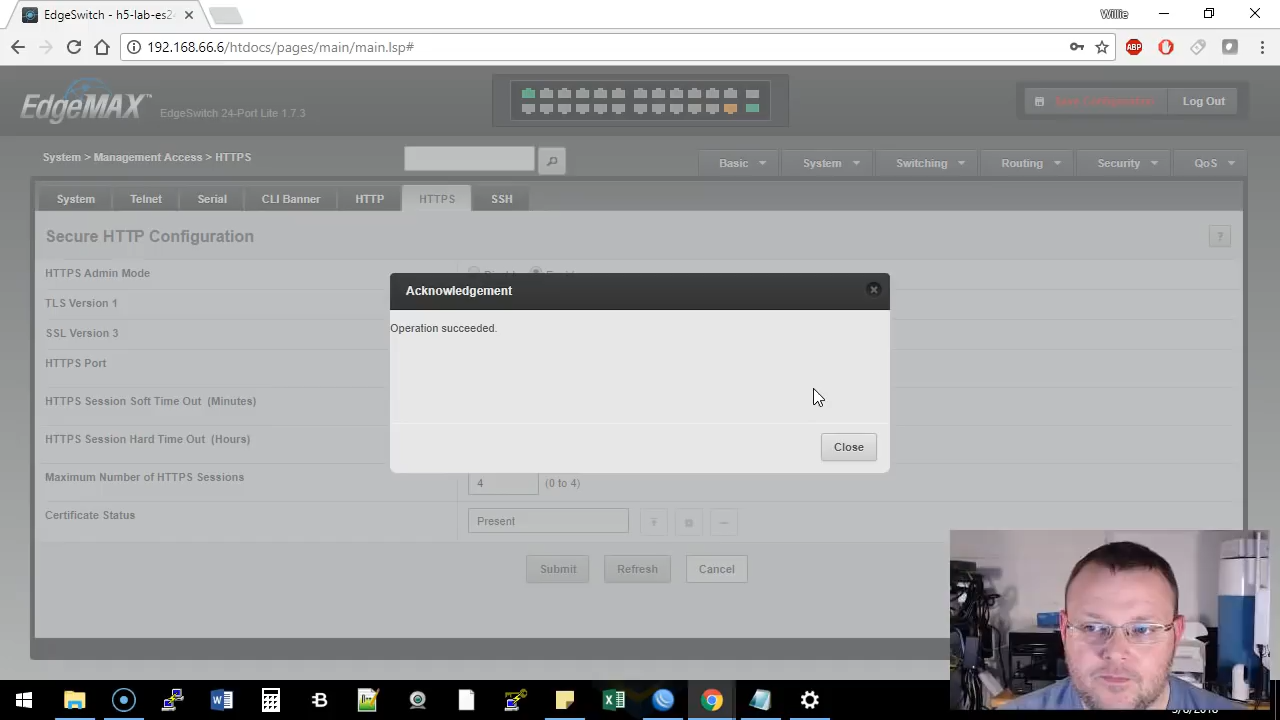 EdgeSwitch - h5-lab-es24
Willie
192.168.66.6/htdocs/pages/main/main.lsp#
ABP
EdgeMAX™
EdgeSwitch 24-Port Lite 1.7.3
Save Configuration
Log Out
System > Management Access > HTTPS
Basic
System
Switching
Routing
Security
QoS
System
Telnet
Serial
CLI Banner
HTTP
HTTPS
SSH
Secure HTTP Configuration
?
HTTPS Admin Mode
TLS Version 1
SSL Version 3
HTTPS Port
HTTPS Session Soft Time Out (Minutes)
HTTPS Session Hard Time Out (Hours)
Maximum Number of HTTPS Sessions
4
(0 to 4)
Certificate Status
Present
Acknowledgement
Operation succeeded.
Close
Submit
Refresh
Cancel